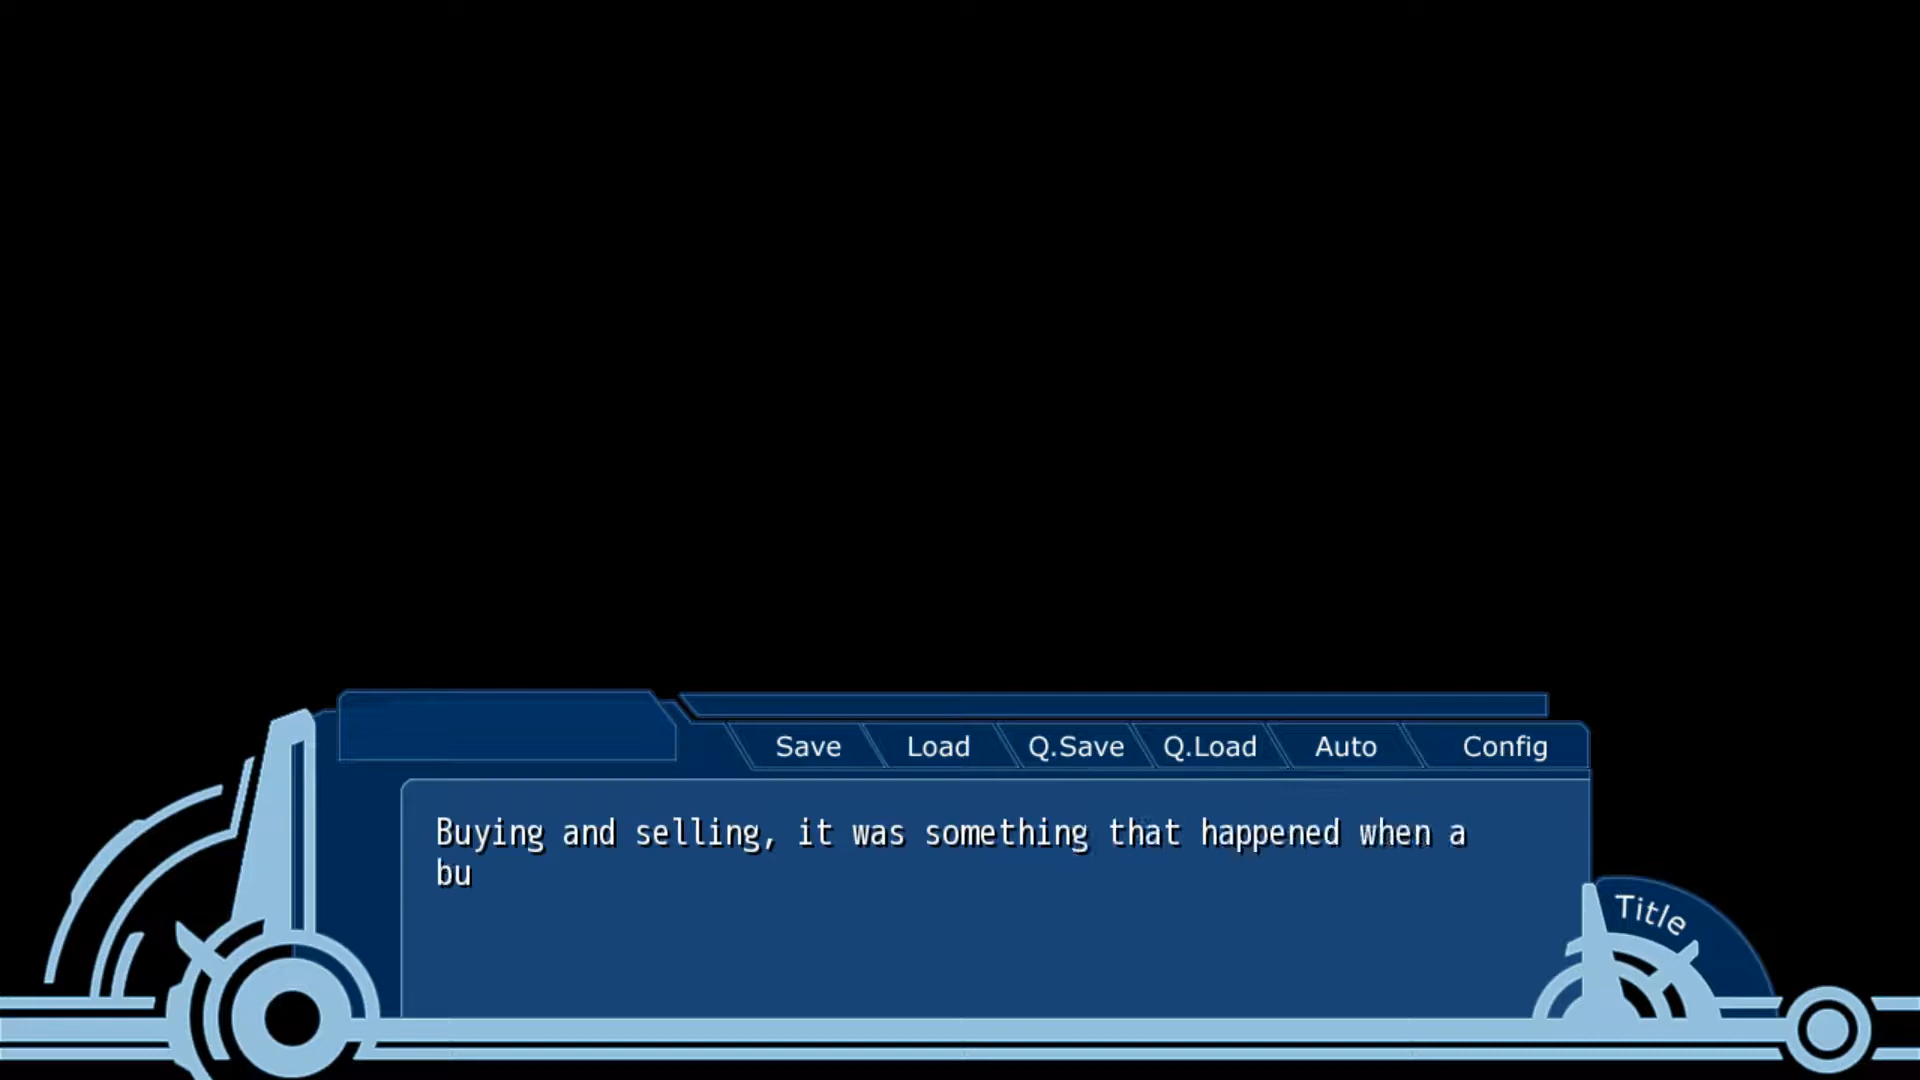 Save Load Q.Save Q.Load Auto Config
Buying and selling, it was something that happened when a
bu
Title